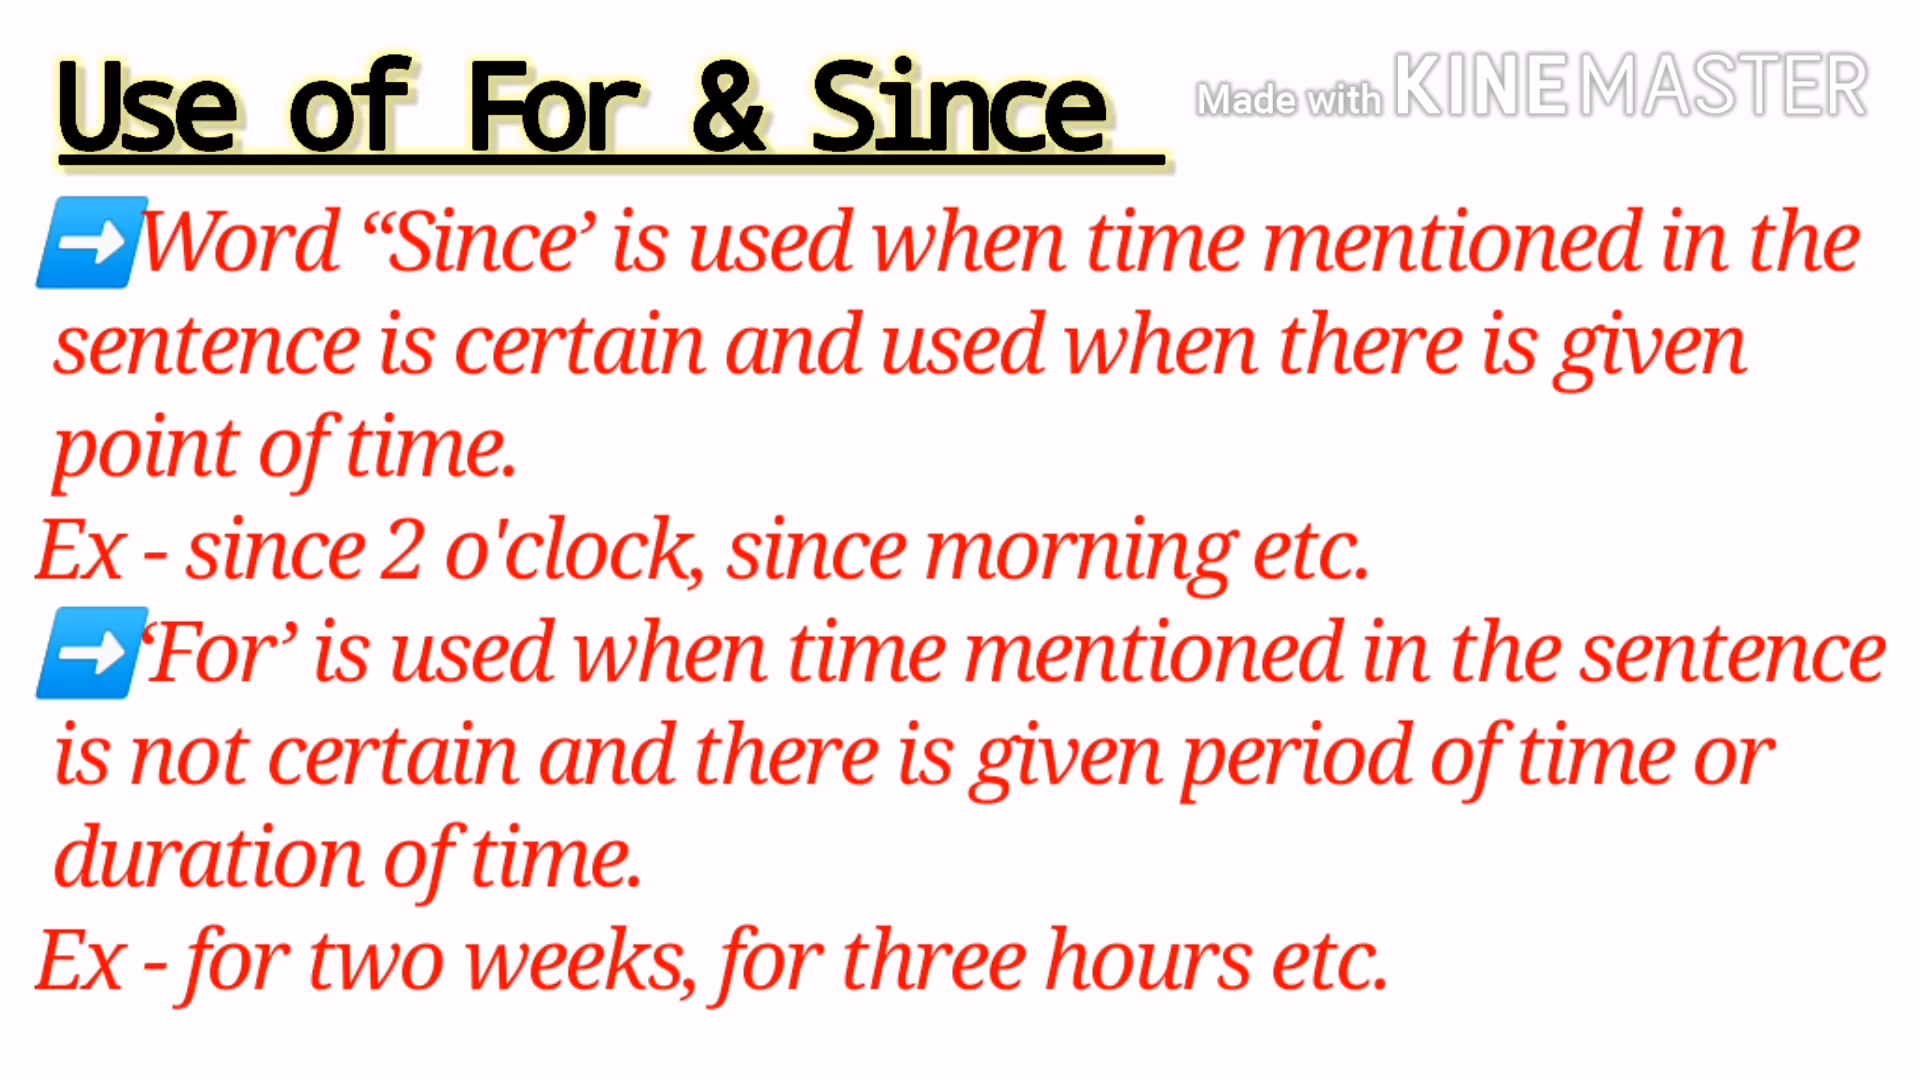 Use of For & Since
Made with KINEMASTER
➡Word “Since’ is used when time mentioned in the
sentence is certain and used when there is given
point of time.
Ex - since 2 o'clock, since morning etc.
➡‘For’ is used when time mentioned in the sentence
is not certain and there is given period of time or
duration of time.
Ex - for two weeks, for three hours etc.